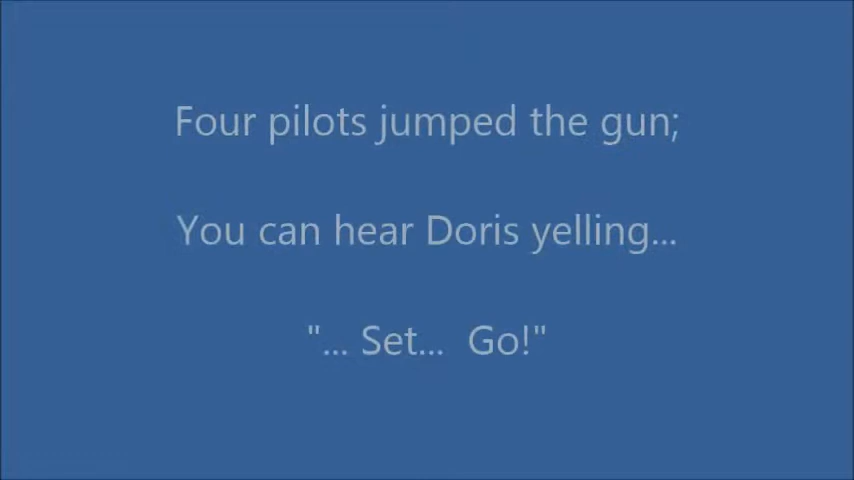 Four pilots jumped the gun;
You can hear Doris yelling...
"... Set...  Go!"